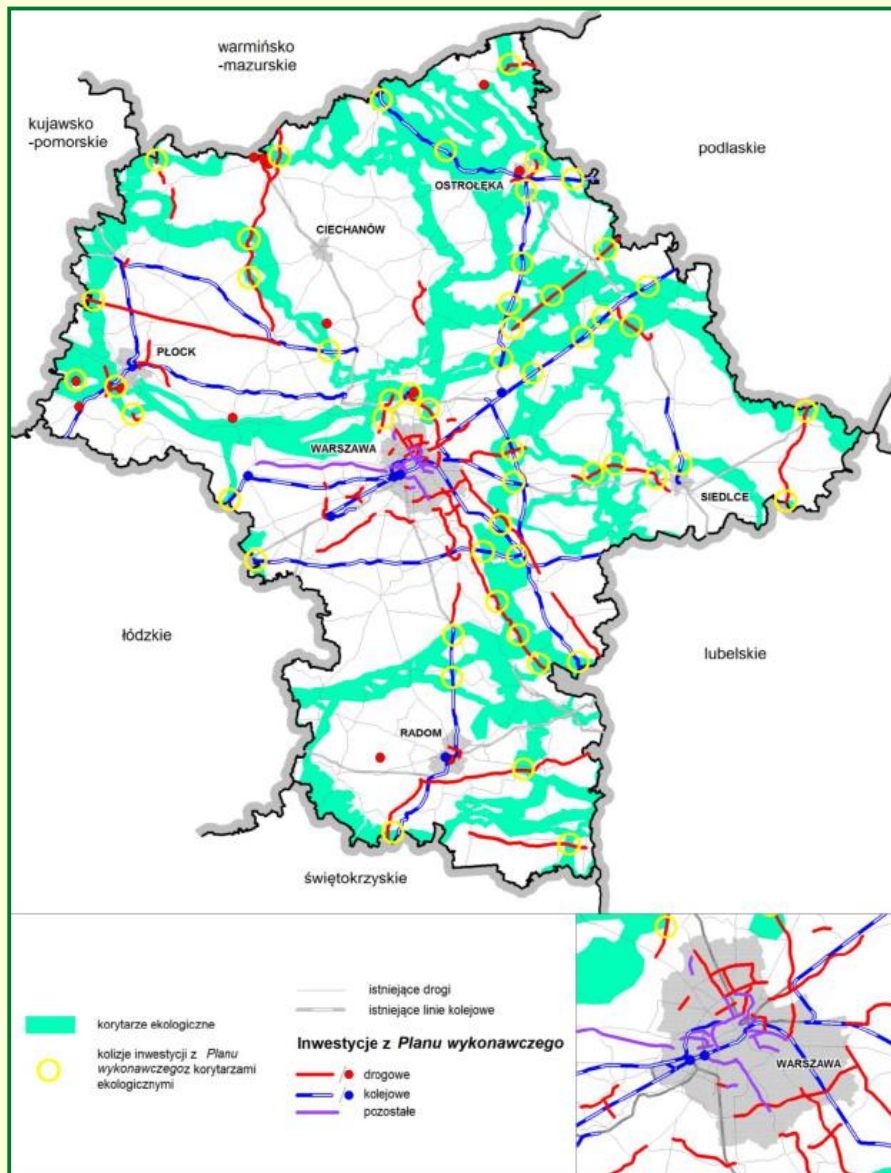 warmińsko
-mazurskie
kujawsko
-pomorskie
podlaskie
OSTROŁĘKA
CIECHANÓW
PŁOCK
WARSZAWA
SIEDLCE
łódzkie
lubelskie
RADOM
świętokrzyskie
korytarze ekologiczne
kolizje inwestycji z Planu
wykonawczegoz korytarzami
ekologicznymi
istniejące drogi
istniejące linie kolejowe
Inwestycje z Planu wykonawczego
drogowe
kolejowe
pozostałe
WARSZAWA